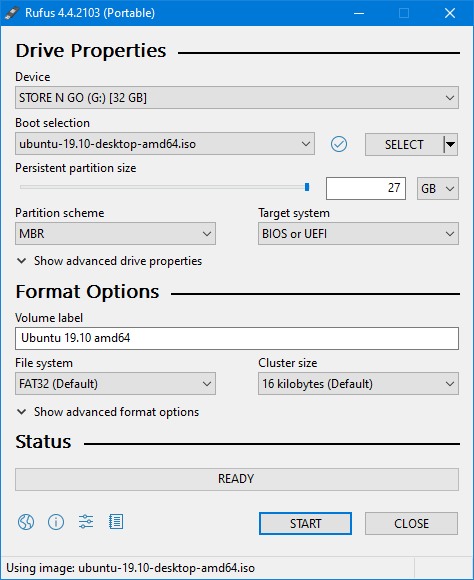 Rufus 4.4.2103 (Portable)
Drive Properties
Device
STORE N GO (G:) [32 GB]
Boot selection
ubuntu-19.10-desktop-amd64.iso
SELECT
Persistent partition size
27
GB
Partition scheme
Target system
MBR
BIOS or UEFI
Show advanced drive properties
Format Options
Volume label
Ubuntu 19.10 amd64
File system
Cluster size
FAT32 (Default)
16 kilobytes (Default)
Show advanced format options
Status
READY
START
CLOSE
Using image: ubuntu-19.10-desktop-amd64.iso